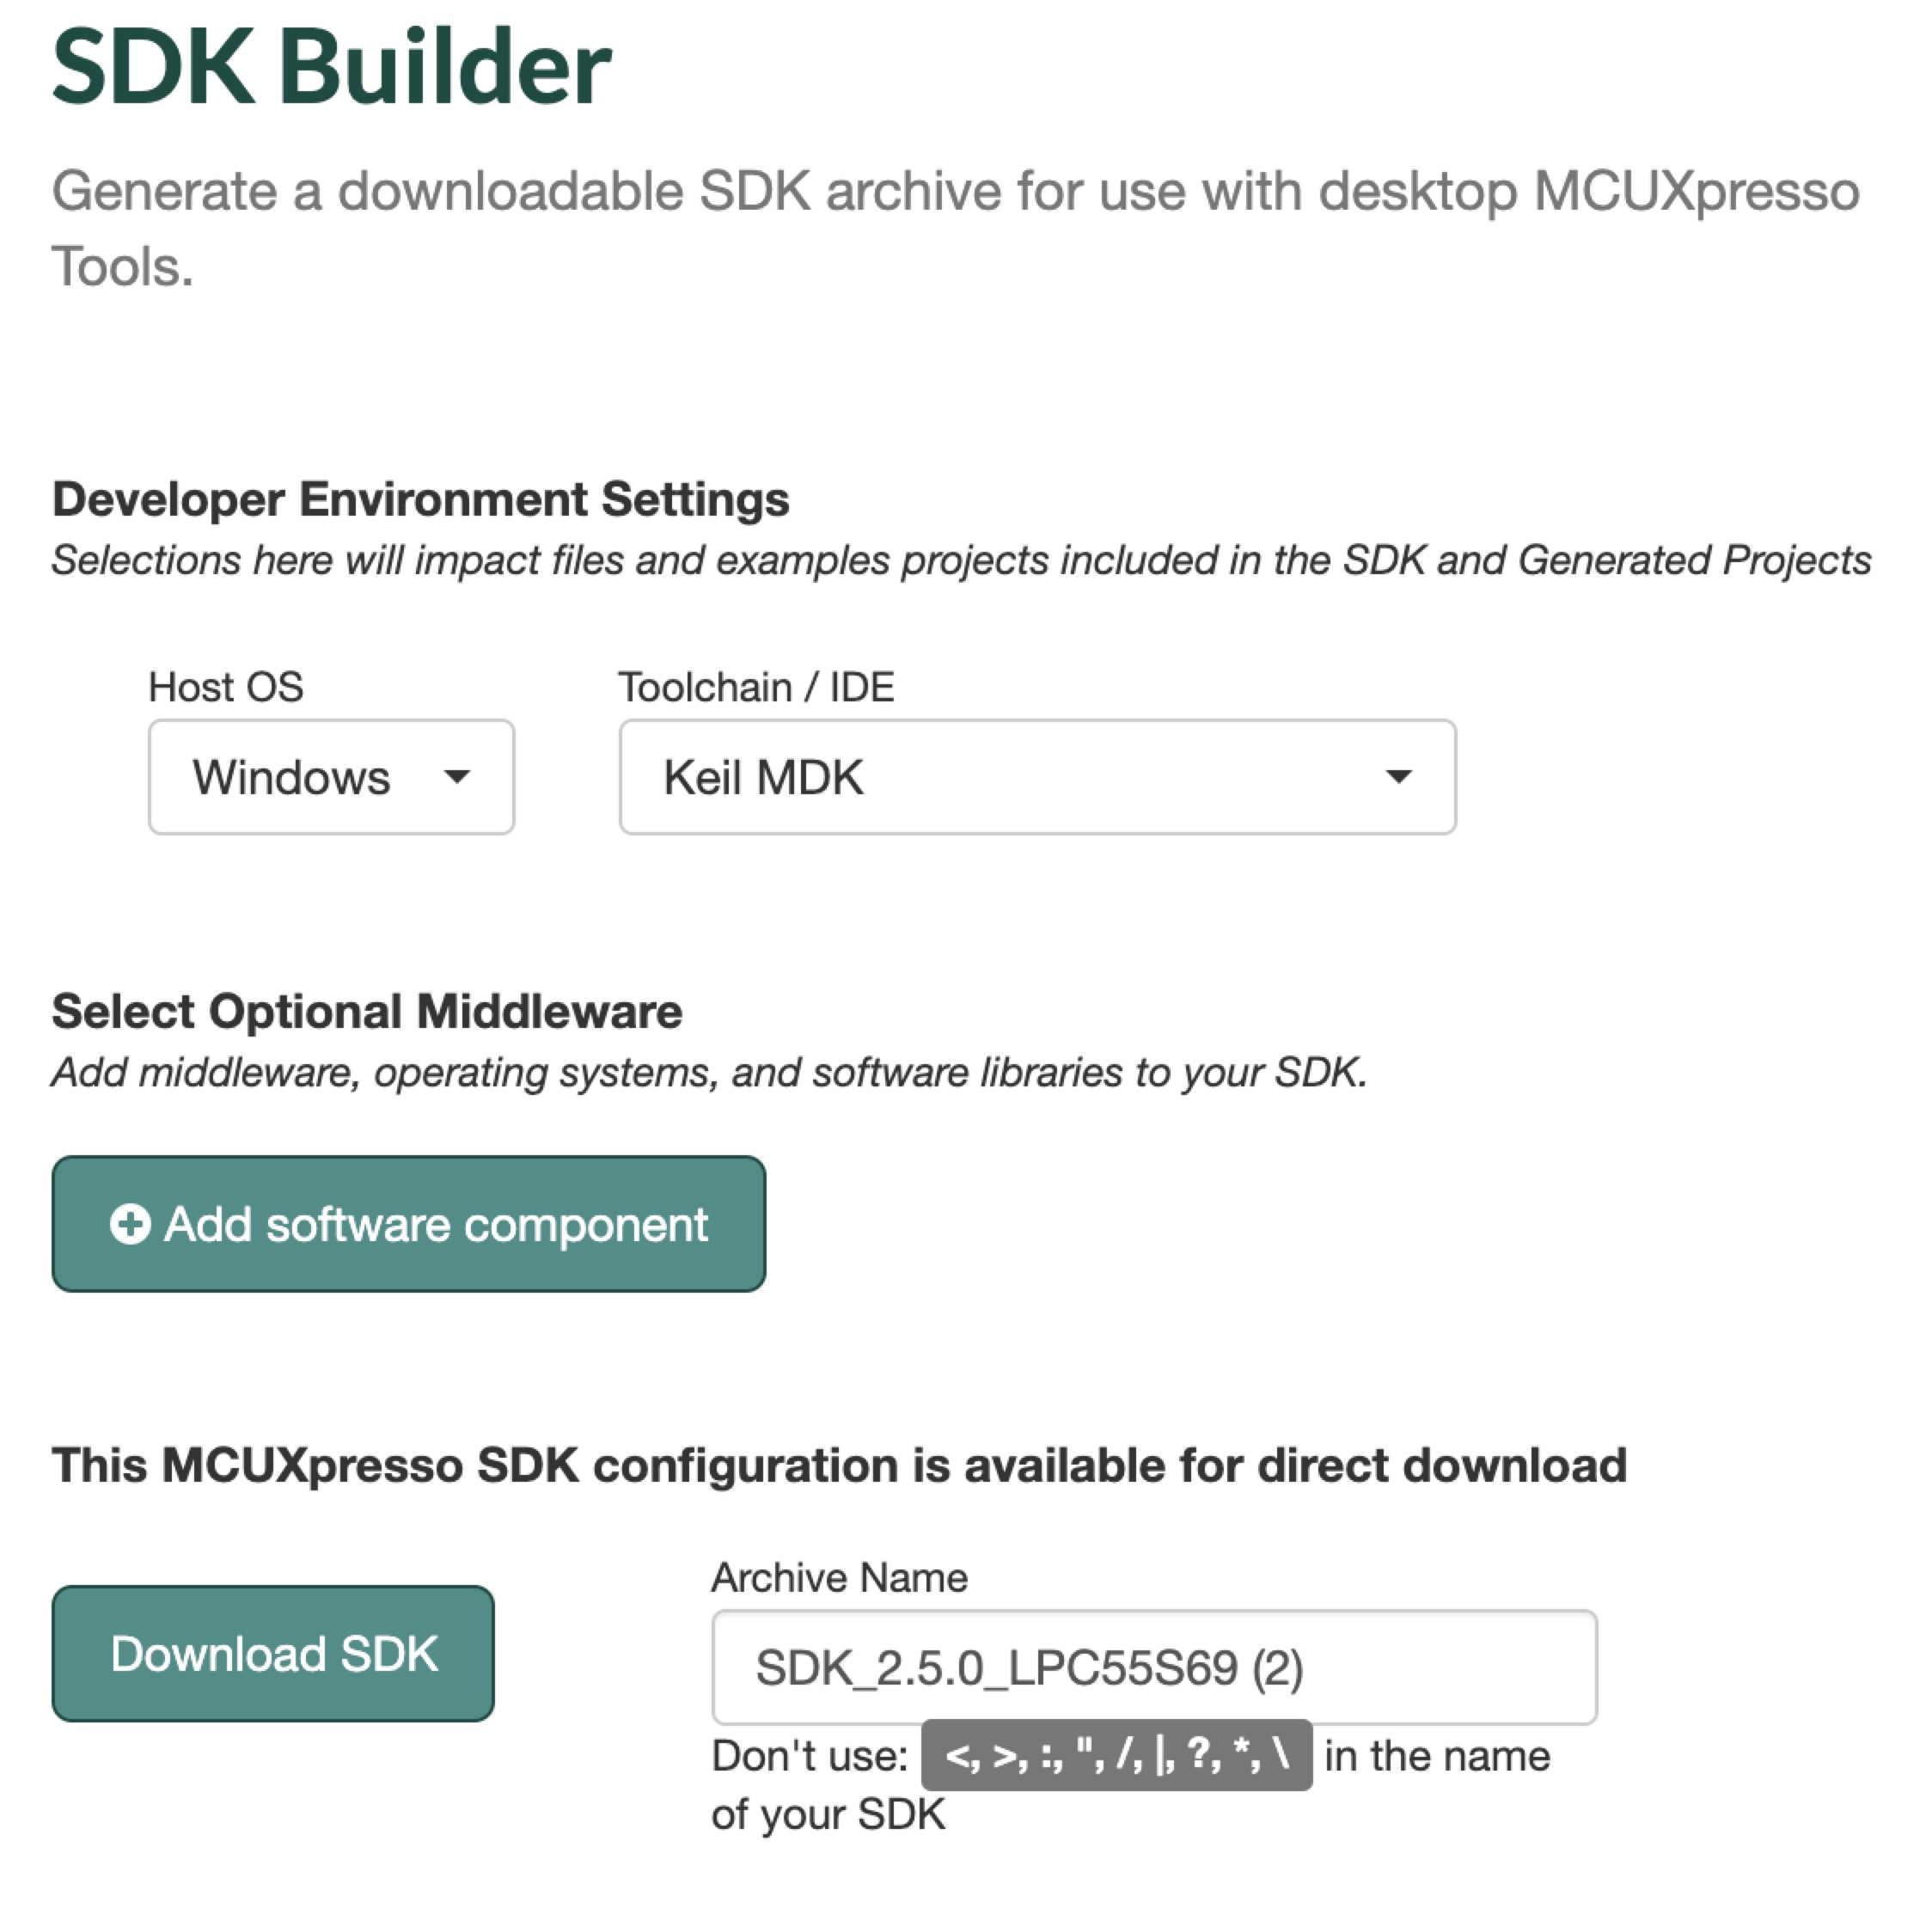 SDK Builder
Generate a downloadable SDK archive for use with desktop MCUXpresso
Tools.
Developer Environment Settings
Selections here will impact files and examples projects included in the SDK and Generated Projects
Host OS
Toolchain / IDE
Windows
Keil MDK
Select Optional Middleware
Add middleware, operating systems, and software libraries to your SDK.
Add software component
This MCUXpresso SDK configuration is available for direct download
Archive Name
Download SDK
SDK_2.5.0_LPC55S69 (2)
Don't use: <, >, :, ", /, |, ?, *, \ in the name
of your SDK